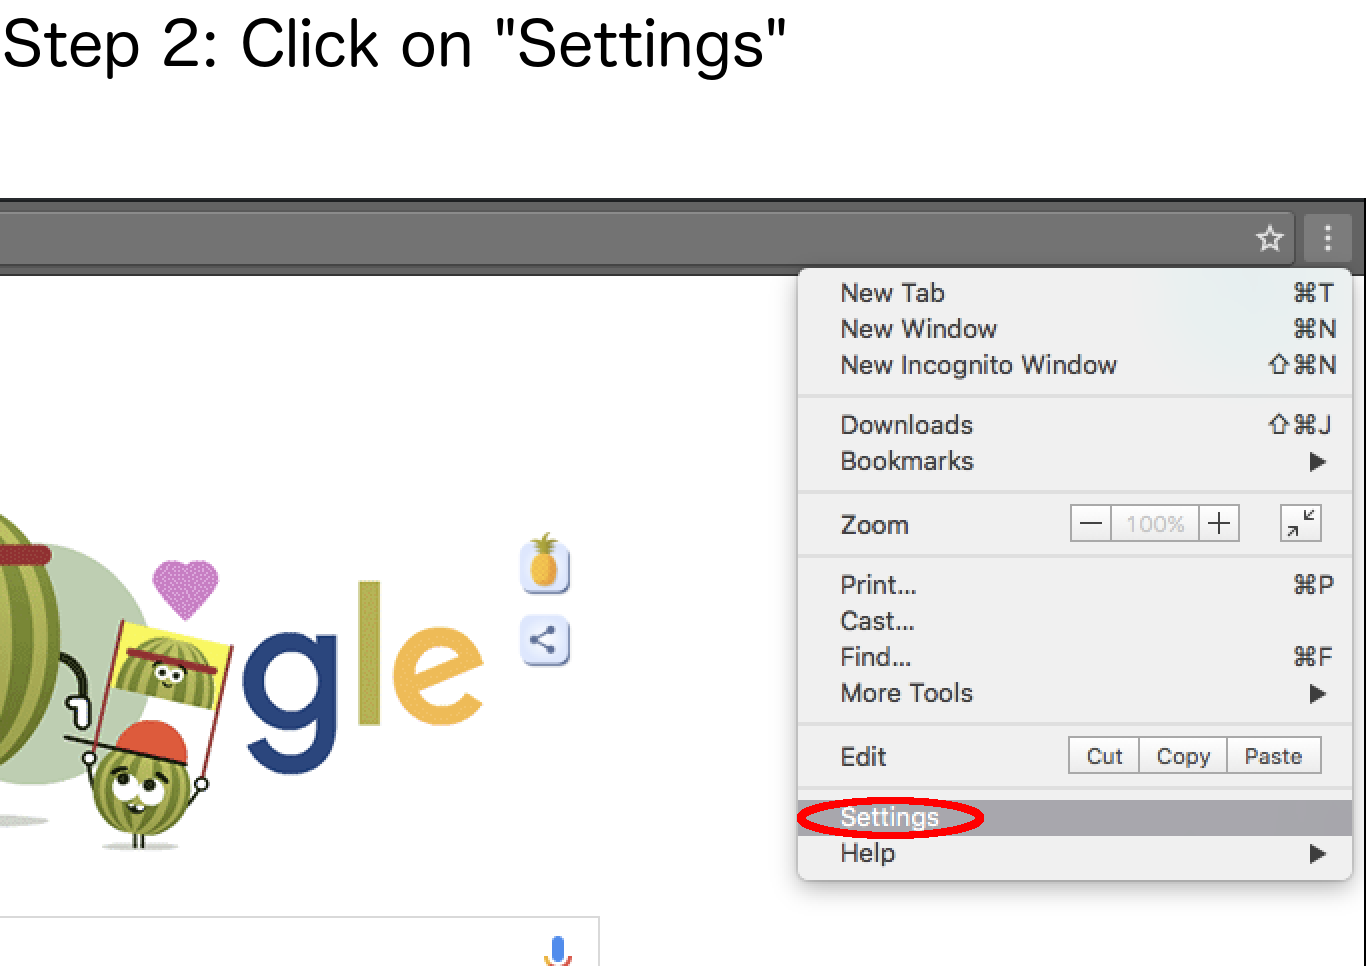 Step 2: Click on "Settings"
New Tab ⌘T
New Window ⌘N
New Incognito Window ⇧⌘N
Downloads ⇧⌘J
Bookmarks ▶
Zoom — 100% +
Print... ⌘P
Cast...
Find... ⌘F
More Tools ▶
Edit Cut Copy Paste
Settings
Help ▶
gle